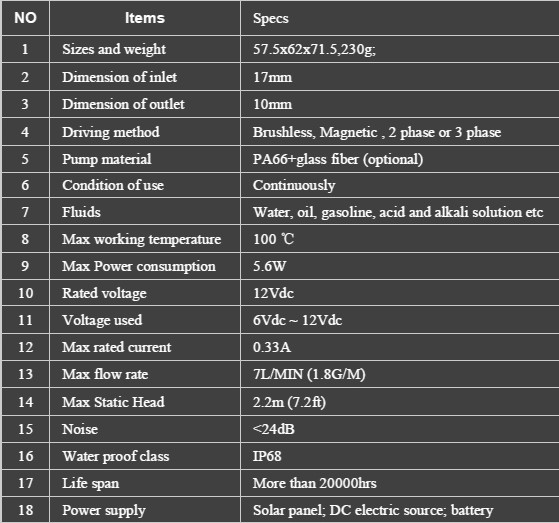 NO Items Specs
1 Sizes and weight 57.5x62x71.5,230g;
2 Dimension of inlet 17mm
3 Dimension of outlet 10mm
4 Driving method Brushless, Magnetic , 2 phase or 3 phase
5 Pump material PA66+glass fiber (optional)
6 Condition of use Continuously
7 Fluids Water, oil, gasoline, acid and alkali solution etc
8 Max working temperature 100 ℃
9 Max Power consumption 5.6W
10 Rated voltage 12Vdc
11 Voltage used 6Vdc ~ 12Vdc
12 Max rated current 0.33A
13 Max flow rate 7L/MIN (1.8G/M)
14 Max Static Head 2.2m (7.2ft)
15 Noise <24dB
16 Water proof class IP68
17 Life span More than 20000hrs
18 Power supply Solar panel; DC electric source; battery